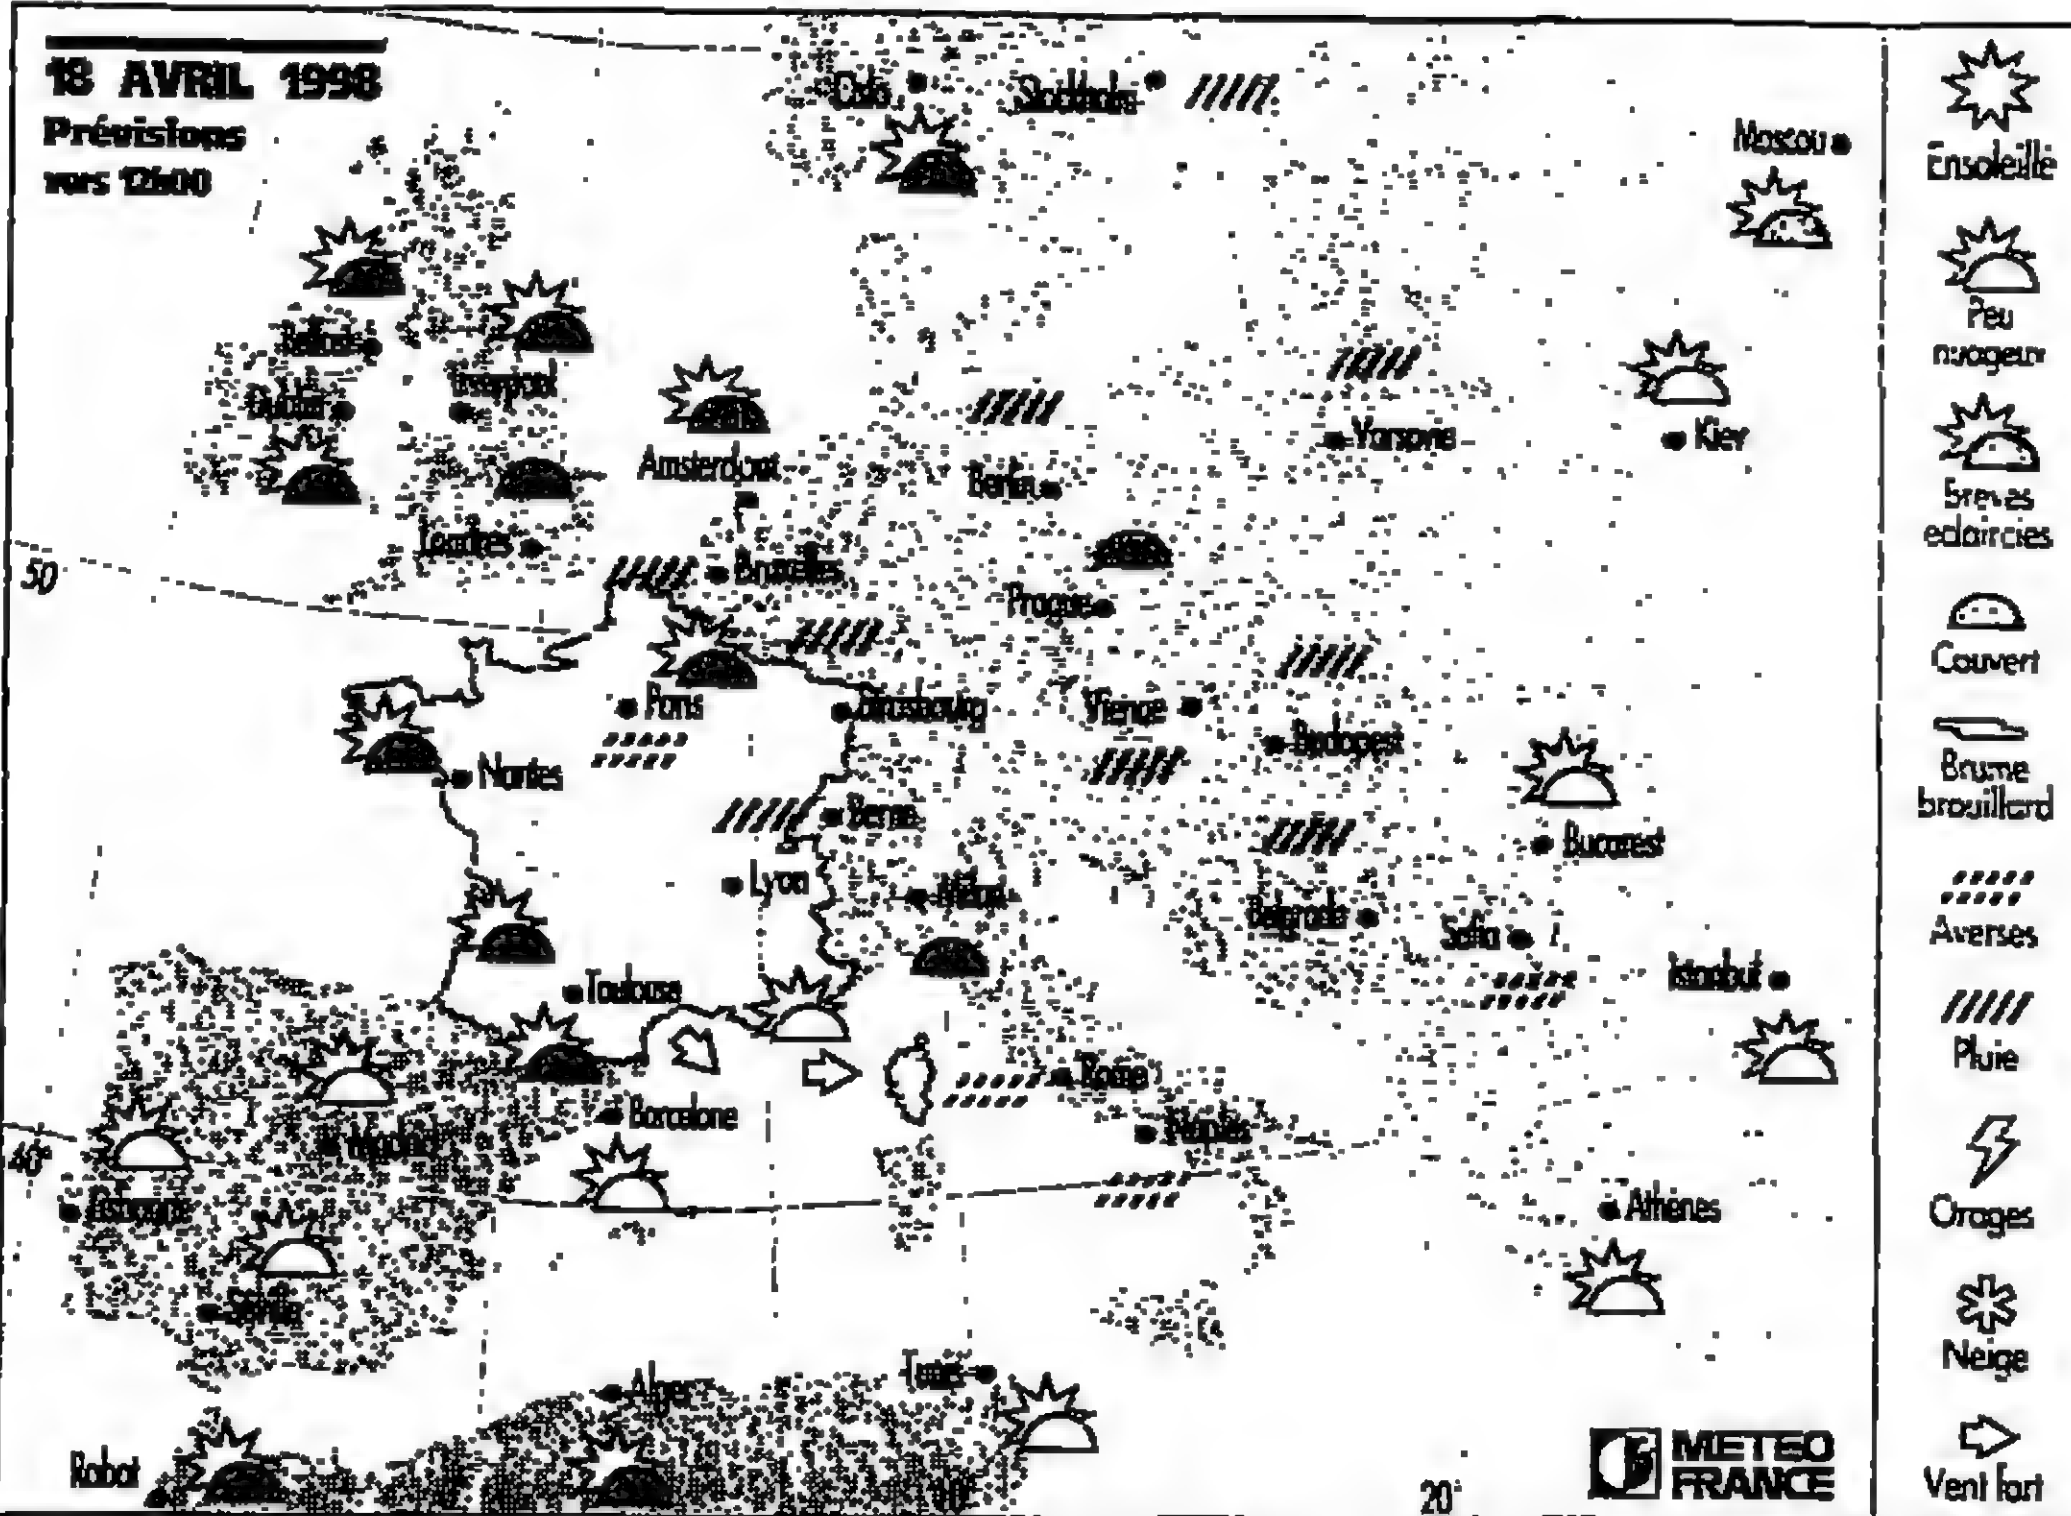 18 AVRIL 1998
Prévisions
vers 12h00
Oslo
Stockholm
Moscou
Belfast
Liverpool
Dublin
Amsterdam
Berlin
Varsovie
Kiev
Londres
Bruxelles
Prague
50
Paris
Strasbourg
Vienne
Budapest
Nantes
Berne
Bucarest
Lyon
Milan
Belgrade
Sofia
Istanbul
Toulouse
Barcelone
Rome
Madrid
Naples
40°
Lisbonne
Athènes
Séville
Alger
Tunis
Rabat
10°
20°
METEO
FRANCE
Ensoleillé
Peu
nuageux
Brèves
éclaircies
Couvert
Brume
brouillard
Averses
Pluie
Orages
Neige
Vent fort